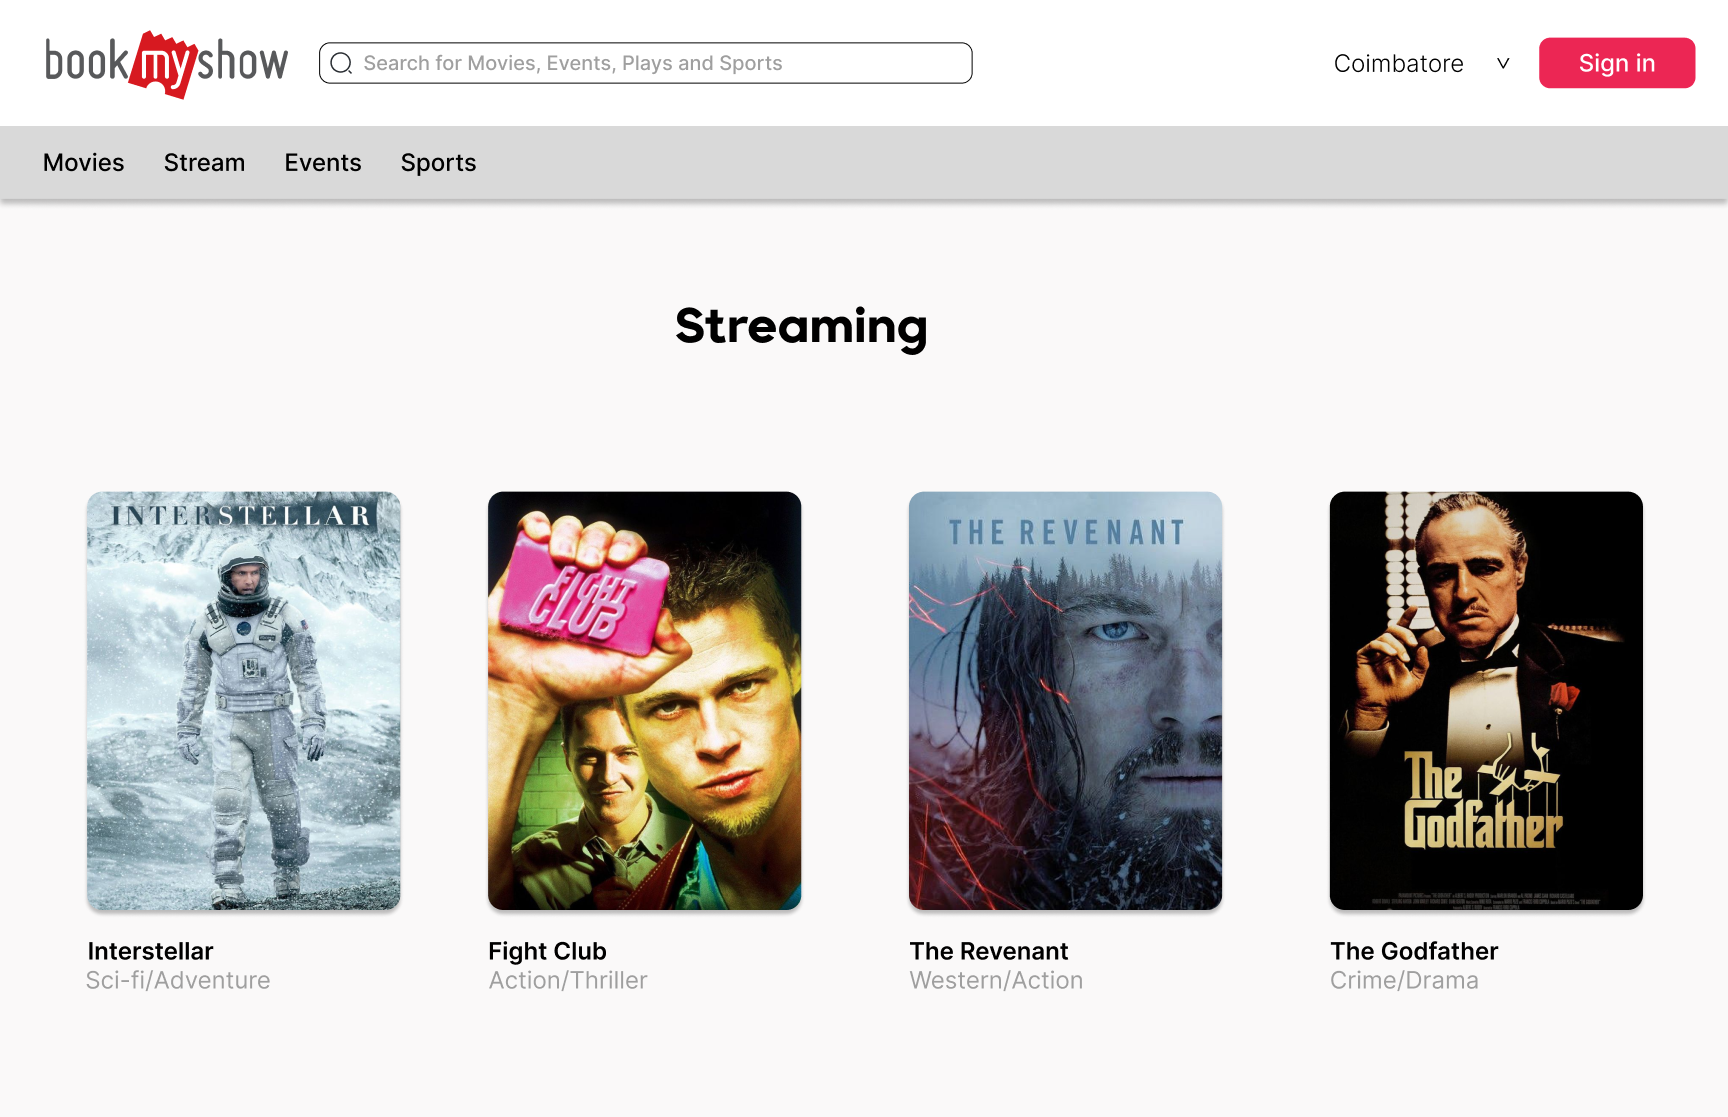 bookmyshow
Search for Movies, Events, Plays and Sports
Coimbatore
Sign in
Movies Stream Events Sports
Streaming
INTERSTELLAR
FIGHT
CLUB
THE REVENANT
The
Godfather
Interstellar
Sci-fi/Adventure
Fight Club
Action/Thriller
The Revenant
Western/Action
The Godfather
Crime/Drama